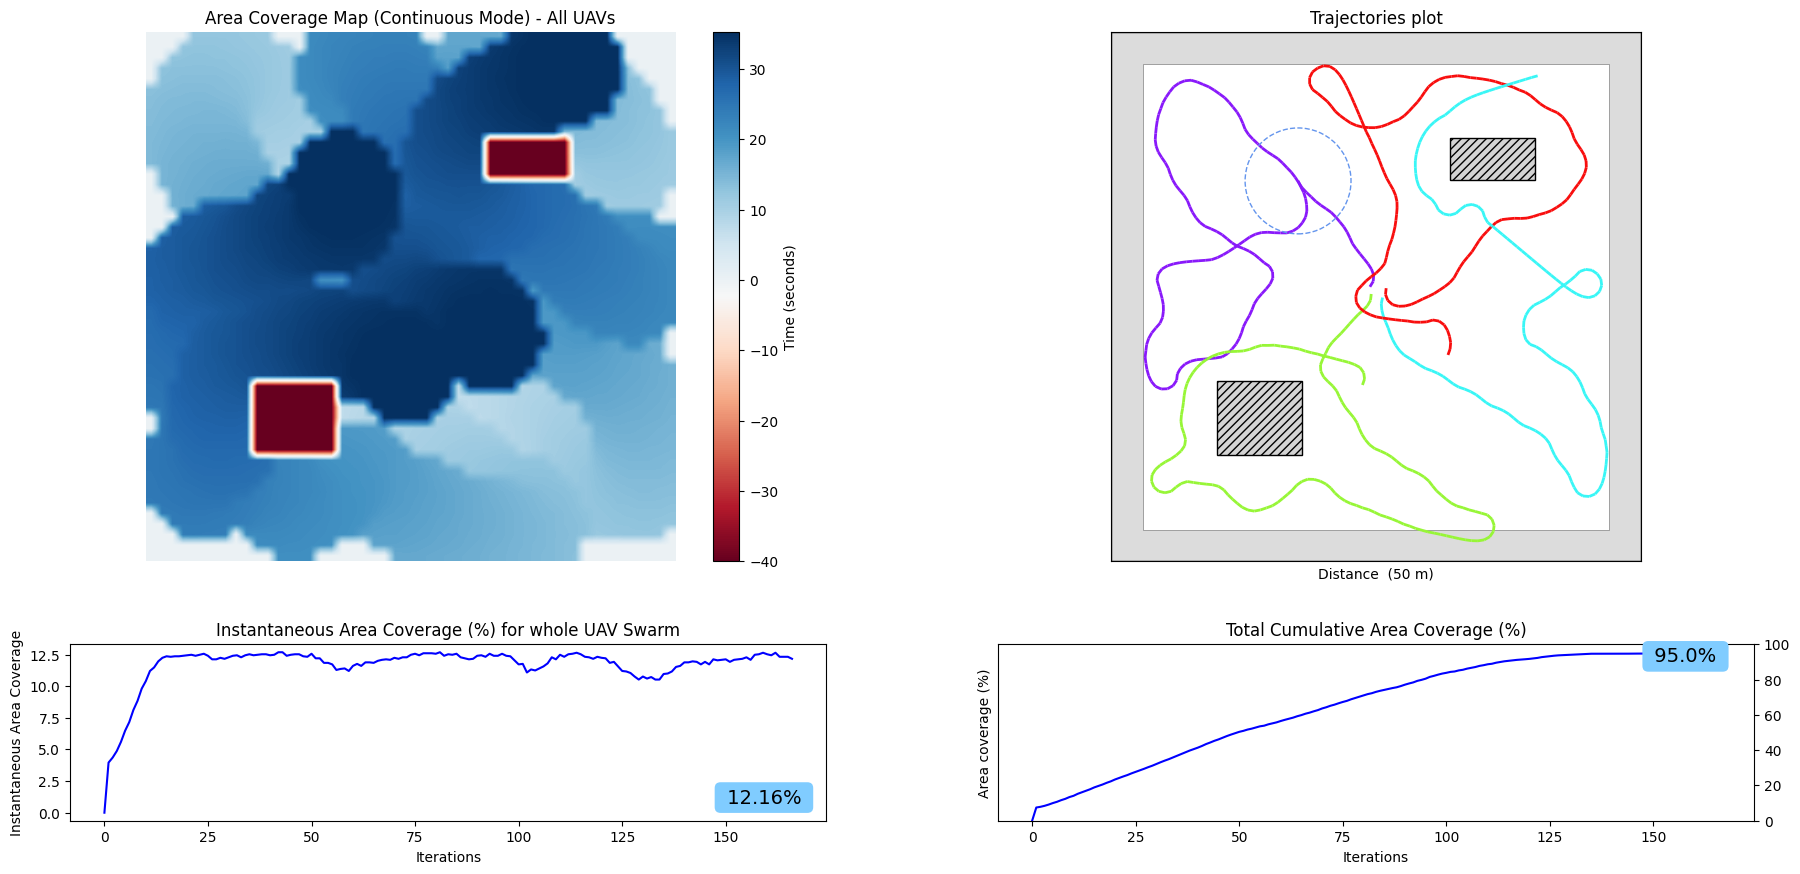 Area Coverage Map (Continuous Mode) - All UAVs
30
20
10
0
−10
−20
−30
−40
Time (seconds)
Trajectories plot
Distance  (50 m)
Instantaneous Area Coverage (%) for whole UAV Swarm
Instantaneous Area Coverage
12.5
10.0
7.5
5.0
2.5
0.0
12.16%
0 25 50 75 100 125 150
Iterations
Total Cumulative Area Coverage (%)
Area coverage (%)
95.0%
100
80
60
40
20
0
0 25 50 75 100 125 150
Iterations